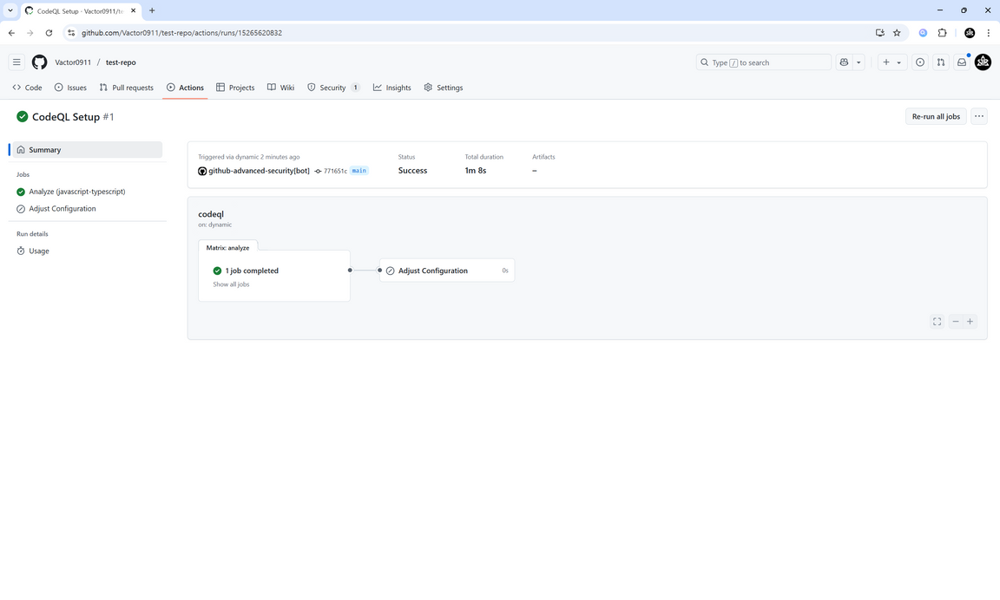 CodeQL Setup · Vactor0911/te
github.com/Vactor0911/test-repo/actions/runs/15265620832
Vactor0911 / test-repo
Type / to search
Code
Issues
Pull requests
Actions
Projects
Wiki
Security 1
Insights
Settings
CodeQL Setup #1
Re-run all jobs
Summary
Jobs
Analyze (javascript-typescript)
Adjust Configuration
Run details
Usage
Triggered via dynamic 2 minutes ago
github-advanced-security[bot] 771651c main
Status
Success
Total duration
1m 8s
Artifacts
–
codeql
on: dynamic
Matrix: analyze
1 job completed
Show all jobs
Adjust Configuration 0s